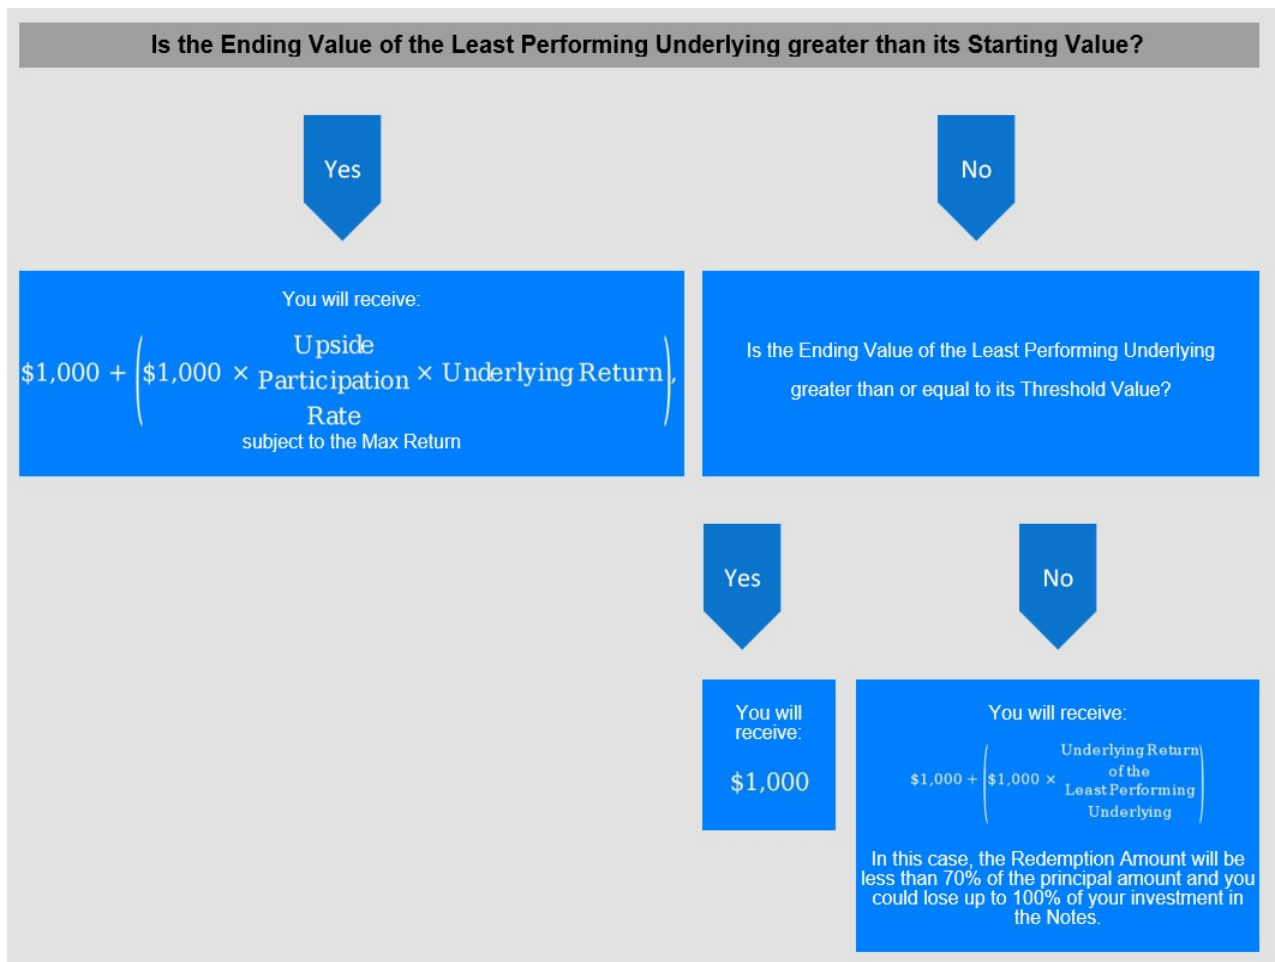 Is the Ending Value of the Least Performing Underlying greater than its Starting Value?
Yes
No
You will receive:
$1,000 + ($1,000 × Upside Participation Rate × Underlying Return),
subject to the Max Return
Is the Ending Value of the Least Performing Underlying
greater than or equal to its Threshold Value?
Yes
No
You will
receive:
$1,000
You will receive:
$1,000 + ($1,000 × Underlying Return of the Least Performing Underlying)
In this case, the Redemption Amount will be
less than 70% of the principal amount and you
could lose up to 100% of your investment in
the Notes.